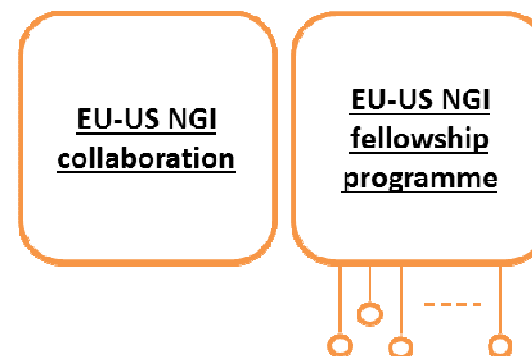 EU-US NGI
collaboration
EU-US NGI
fellowship
programme